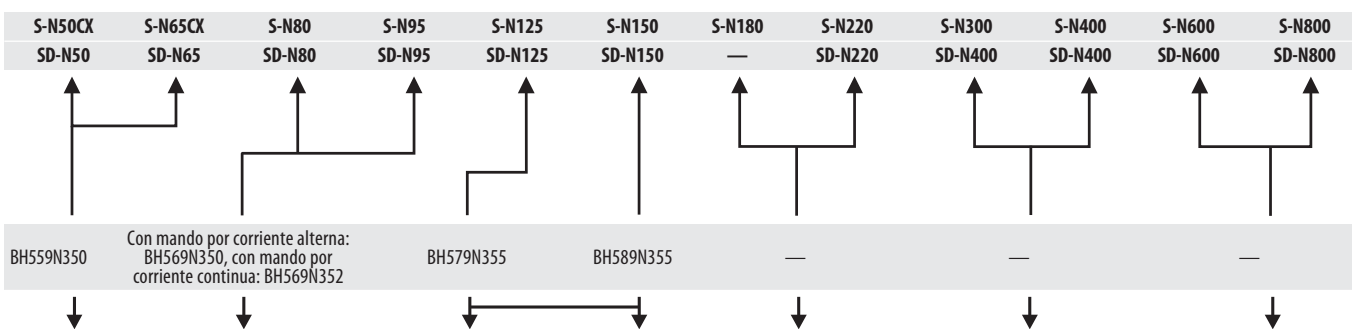 S-N50CX S-N65CX S-N80 S-N95 S-N125 S-N150 S-N180 S-N220 S-N300 S-N400 S-N600 S-N800
SD-N50 SD-N65 SD-N80 SD-N95 SD-N125 SD-N150 — SD-N220 SD-N400 SD-N400 SD-N600 SD-N800
BH559N350
Con mando por corriente alterna:
BH569N350, con mando por
corriente continua: BH569N352
BH579N355 BH589N355 — — —